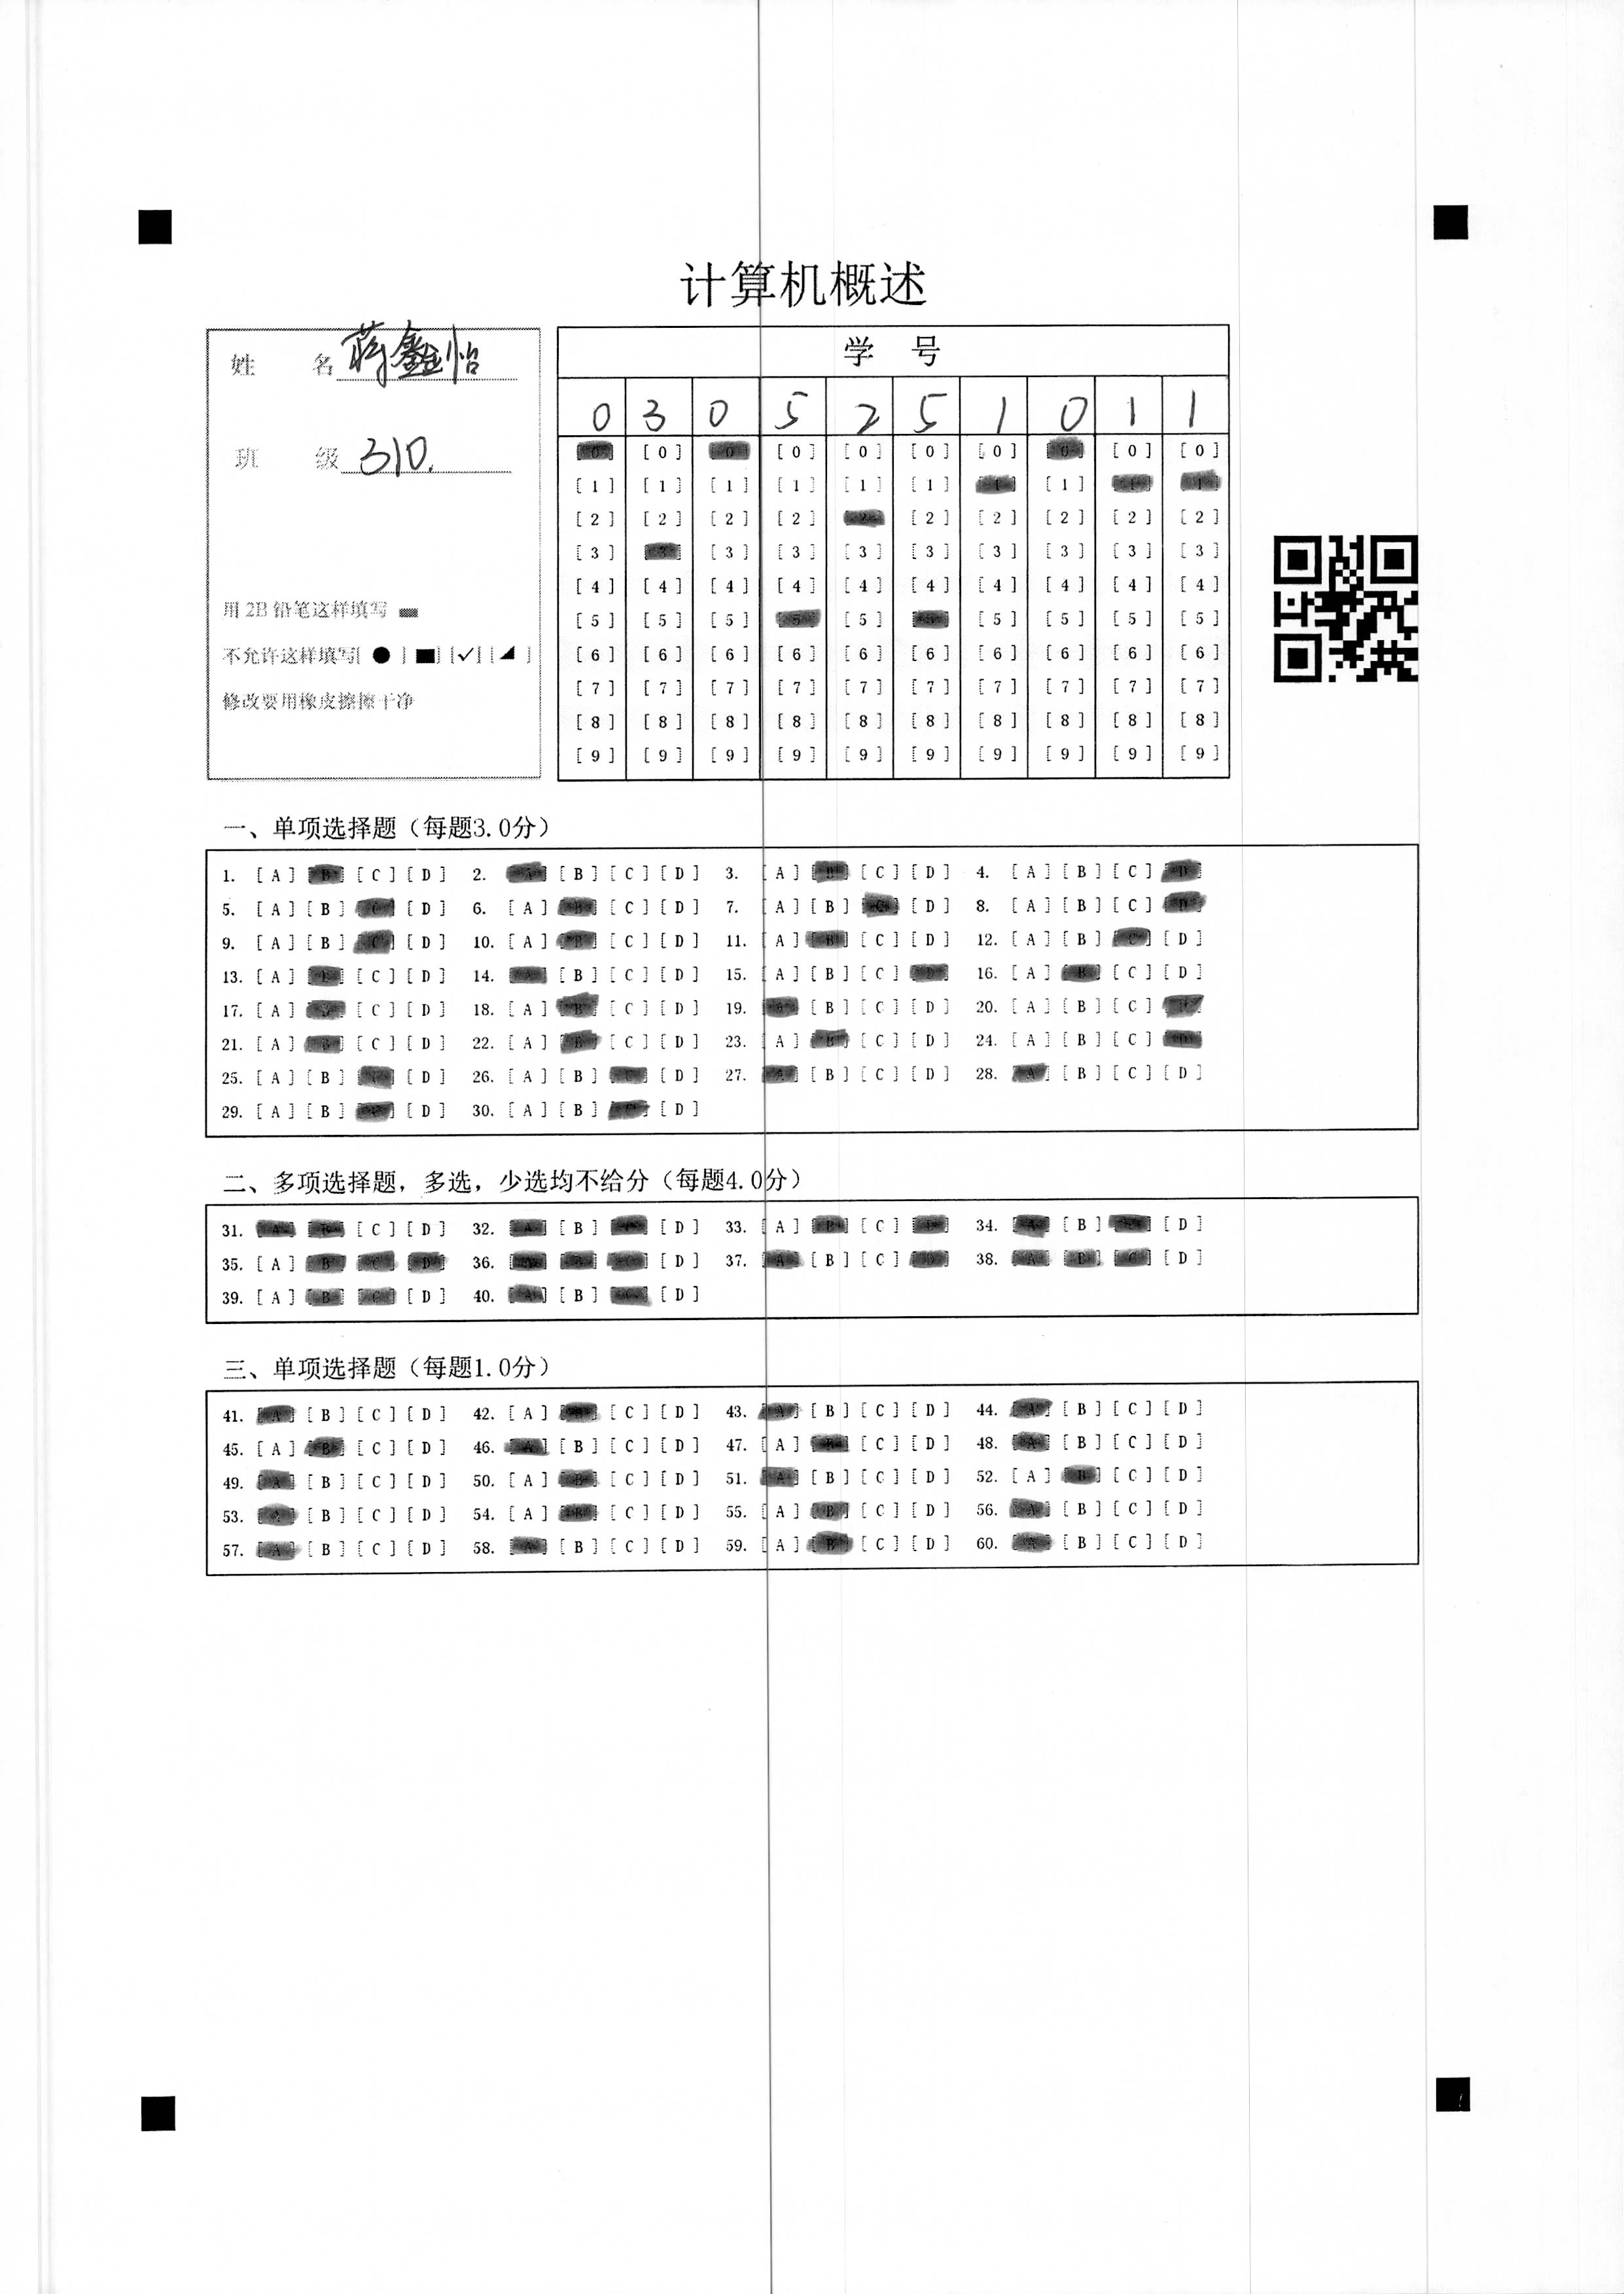 计算机概述
姓 名 蒋鑫怡
班 级 310.
用 2B 铅笔这样填写
不允许这样填写[ ● ] [■] [✓] [◢ ]
修改要用橡皮擦擦干净
学 号
0 3 0 5 2 5 1 0 1 1
[0] [0] [0] [0] [0] [0] [0] [0] [0] [0]
[1] [1] [1] [1] [1] [1] [1] [1] [1] [1]
[2] [2] [2] [2] [2] [2] [2] [2] [2] [2]
[3] [3] [3] [3] [3] [3] [3] [3] [3] [3]
[4] [4] [4] [4] [4] [4] [4] [4] [4] [4]
[5] [5] [5] [5] [5] [5] [5] [5] [5] [5]
[6] [6] [6] [6] [6] [6] [6] [6] [6] [6]
[7] [7] [7] [7] [7] [7] [7] [7] [7] [7]
[8] [8] [8] [8] [8] [8] [8] [8] [8] [8]
[9] [9] [9] [9] [9] [9] [9] [9] [9] [9]
一、单项选择题（每题3.0分）
1. [A] [B] [C] [D] 2. [A] [B] [C] [D] 3. [A] [B] [C] [D] 4. [A] [B] [C] [D]
5. [A] [B] [C] [D] 6. [A] [B] [C] [D] 7. [A] [B] [C] [D] 8. [A] [B] [C] [D]
9. [A] [B] [C] [D] 10. [A] [B] [C] [D] 11. [A] [B] [C] [D] 12. [A] [B] [C] [D]
13. [A] [B] [C] [D] 14. [A] [B] [C] [D] 15. [A] [B] [C] [D] 16. [A] [B] [C] [D]
17. [A] [B] [C] [D] 18. [A] [B] [C] [D] 19. [A] [B] [C] [D] 20. [A] [B] [C] [D]
21. [A] [B] [C] [D] 22. [A] [B] [C] [D] 23. [A] [B] [C] [D] 24. [A] [B] [C] [D]
25. [A] [B] [C] [D] 26. [A] [B] [C] [D] 27. [A] [B] [C] [D] 28. [A] [B] [C] [D]
29. [A] [B] [C] [D] 30. [A] [B] [C] [D]
二、多项选择题，多选，少选均不给分（每题4.0分）
31. [A] [B] [C] [D] 32. [A] [B] [C] [D] 33. [A] [B] [C] [D] 34. [A] [B] [C] [D]
35. [A] [B] [C] [D] 36. [A] [B] [C] [D] 37. [A] [B] [C] [D] 38. [A] [B] [C] [D]
39. [A] [B] [C] [D] 40. [A] [B] [C] [D]
三、单项选择题（每题1.0分）
41. [A] [B] [C] [D] 42. [A] [B] [C] [D] 43. [A] [B] [C] [D] 44. [A] [B] [C] [D]
45. [A] [B] [C] [D] 46. [A] [B] [C] [D] 47. [A] [B] [C] [D] 48. [A] [B] [C] [D]
49. [A] [B] [C] [D] 50. [A] [B] [C] [D] 51. [A] [B] [C] [D] 52. [A] [B] [C] [D]
53. [A] [B] [C] [D] 54. [A] [B] [C] [D] 55. [A] [B] [C] [D] 56. [A] [B] [C] [D]
57. [A] [B] [C] [D] 58. [A] [B] [C] [D] 59. [A] [B] [C] [D] 60. [A] [B] [C] [D]